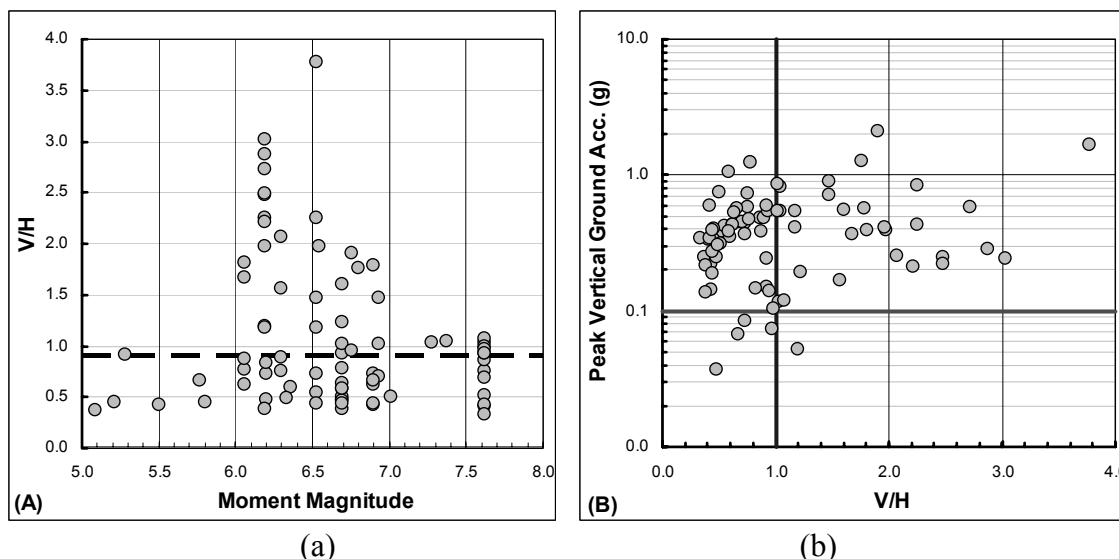 4.0
3.5
3.0
2.5
2.0
1.5
1.0
0.5
0.0
V/H
5.0 5.5 6.0 6.5 7.0 7.5 8.0
Moment Magnitude
(A)
(a)
10.0
1.0
0.1
0.0
Peak Vertical Ground Acc. (g)
0.0 1.0 2.0 3.0 4.0
V/H
(B)
(b)